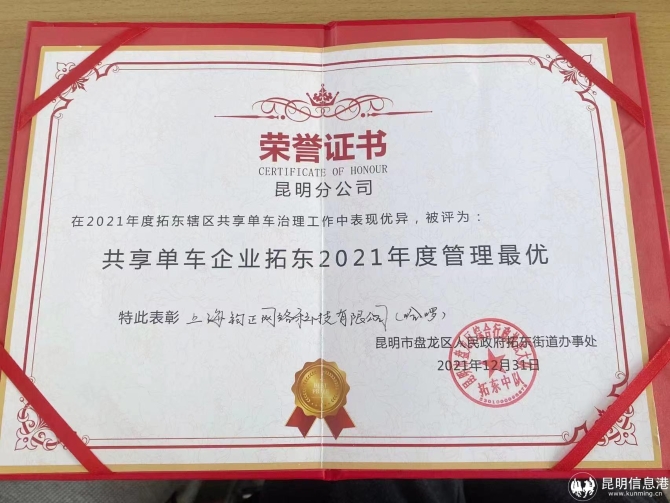 荣誉证书
CERTIFICATE OF HONOUR
昆明分公司
在2021年度拓东辖区共享单车治理工作中表现优异，被评为：
共享单车企业拓东2021年度管理最优
特此表彰 上海钧正网络科技有限公司(哈啰)
昆明市盘龙区人民政府拓东街道办事处
2021年12月31日
拓东中队
昆明信息港
www.kunming.cn